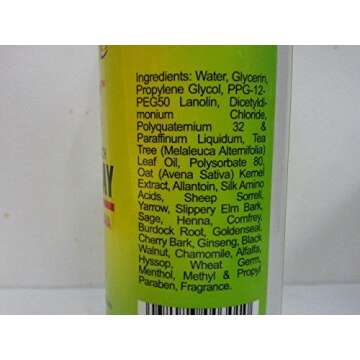 Ingredients: Water, Glycerin,
Propylene Glycol, PPG-12-
PEG50 Lanolin, Dicetyldi-
monium Chloride,
Polyquaternium 32 &
Paraffinum Liquidum, Tea
Tree (Melaleuca Alternifola)
Leaf Oil, Polysorbate 80,
Oat (Avena Sativa) Kernel
Extract, Allantoin, Silk Amino
Acids, Sheep Sorrell,
Yarrow, Slippery Elm Bark,
Sage, Henna, Comfrey,
Burdock Root, Goldenseal,
Cherry Bark, Ginseng, Black
Walnut, Chamomile, Alfalfa,
Hyssop, Wheat Germ,
Menthol, Methyl & Propyl
Paraben, Fragrance.